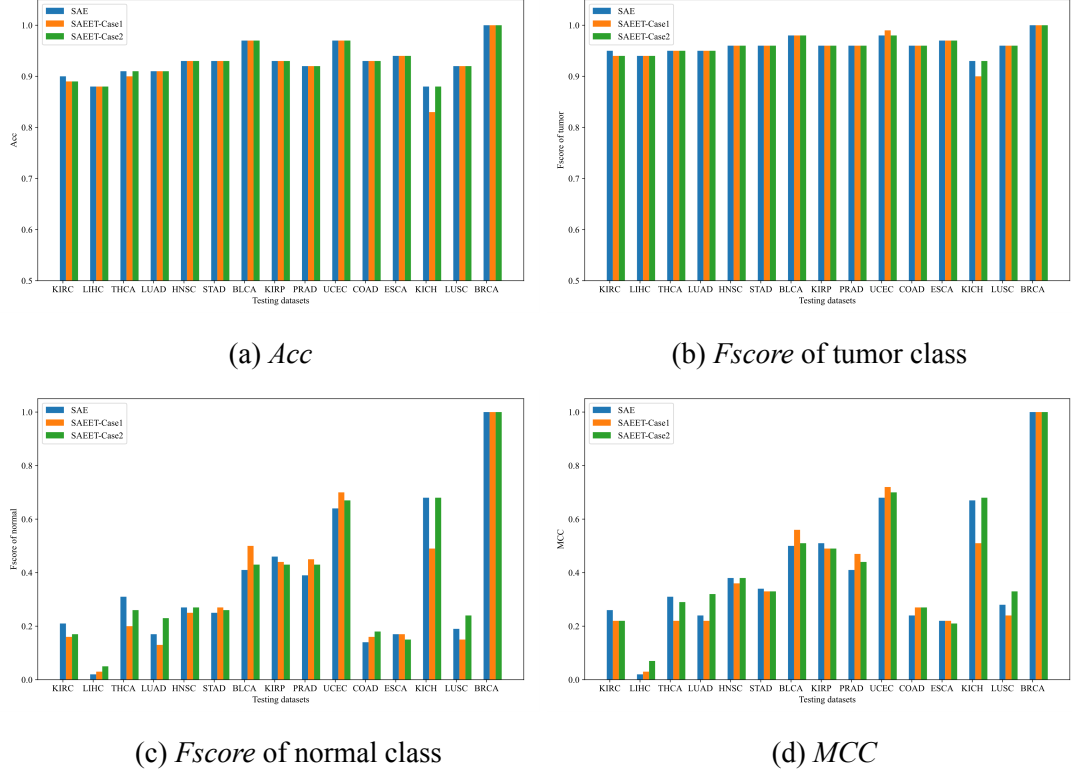 1.0
0.9
0.8
0.7
0.6
0.5
Acc
SAE
SAEET-Case1
SAEET-Case2
KIRC LIHC THCA LUAD HNSC STAD BLCA KIRP PRAD UCEC COAD ESCA KICH LUSC BRCA
Testing datasets
(a) Acc
1.0
0.9
0.8
0.7
0.6
0.5
Fscore of tumor
SAE
SAEET-Case1
SAEET-Case2
KIRC LIHC THCA LUAD HNSC STAD BLCA KIRP PRAD UCEC COAD ESCA KICH LUSC BRCA
Testing datasets
(b) Fscore of tumor class
1.0
0.8
0.6
0.4
0.2
0.0
Fscore of normal
SAE
SAEET-Case1
SAEET-Case2
KIRC LIHC THCA LUAD HNSC STAD BLCA KIRP PRAD UCEC COAD ESCA KICH LUSC BRCA
Testing datasets
(c) Fscore of normal class
1.0
0.8
0.6
0.4
0.2
0.0
MCC
SAE
SAEET-Case1
SAEET-Case2
KIRC LIHC THCA LUAD HNSC STAD BLCA KIRP PRAD UCEC COAD ESCA KICH LUSC BRCA
Testing datasets
(d) MCC